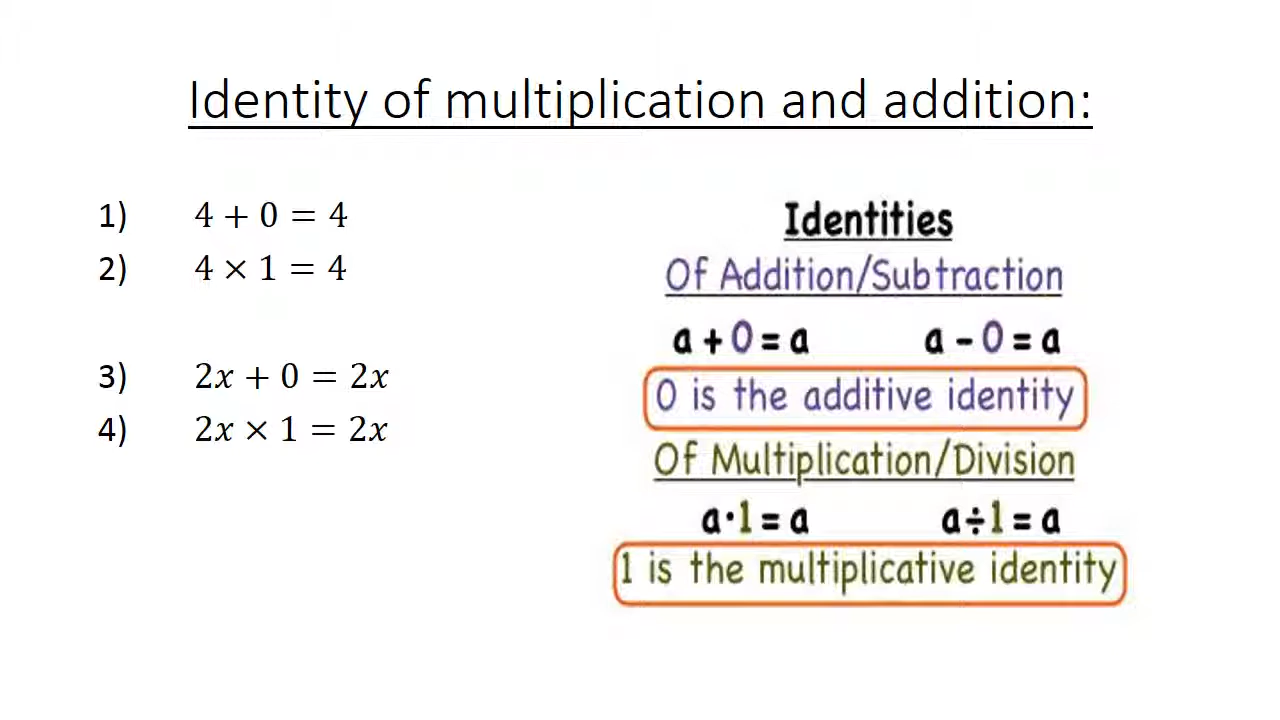 Identity of multiplication and addition:
1) 4 + 0 = 4
2) 4 × 1 = 4
3) 2x + 0 = 2x
4) 2x × 1 = 2x
Identities
Of Addition/Subtraction
a + 0 = a a - 0 = a
0 is the additive identity
Of Multiplication/Division
a · 1 = a a ÷ 1 = a
1 is the multiplicative identity